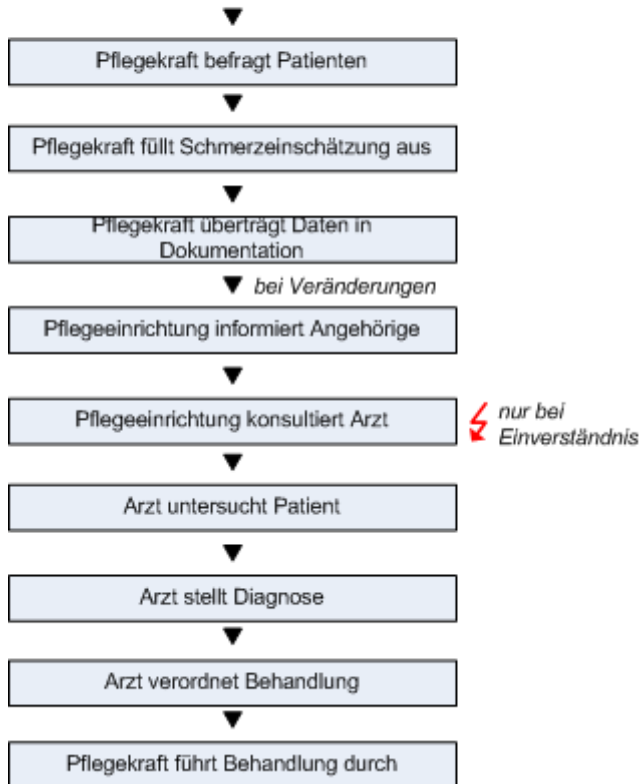 Pflegekraft befragt Patienten
Pflegekraft füllt Schmerzeinschätzung aus
Pflegekraft überträgt Daten in
Dokumentation
bei Veränderungen
Pflegeeinrichtung informiert Angehörige
Pflegeeinrichtung konsultiert Arzt
nur bei
Einverständnis
Arzt untersucht Patient
Arzt stellt Diagnose
Arzt verordnet Behandlung
Pflegekraft führt Behandlung durch